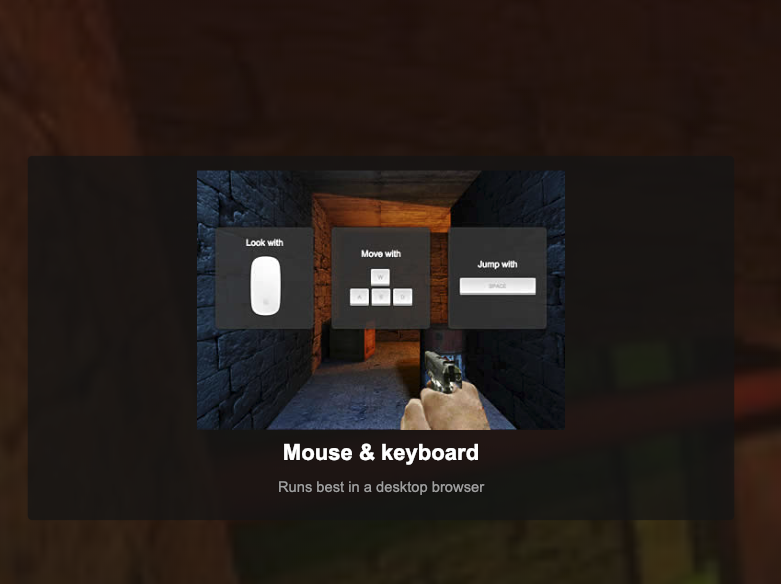 Look with
Move with
Jump with
W
SPACE
A S D
Mouse & keyboard
Runs best in a desktop browser